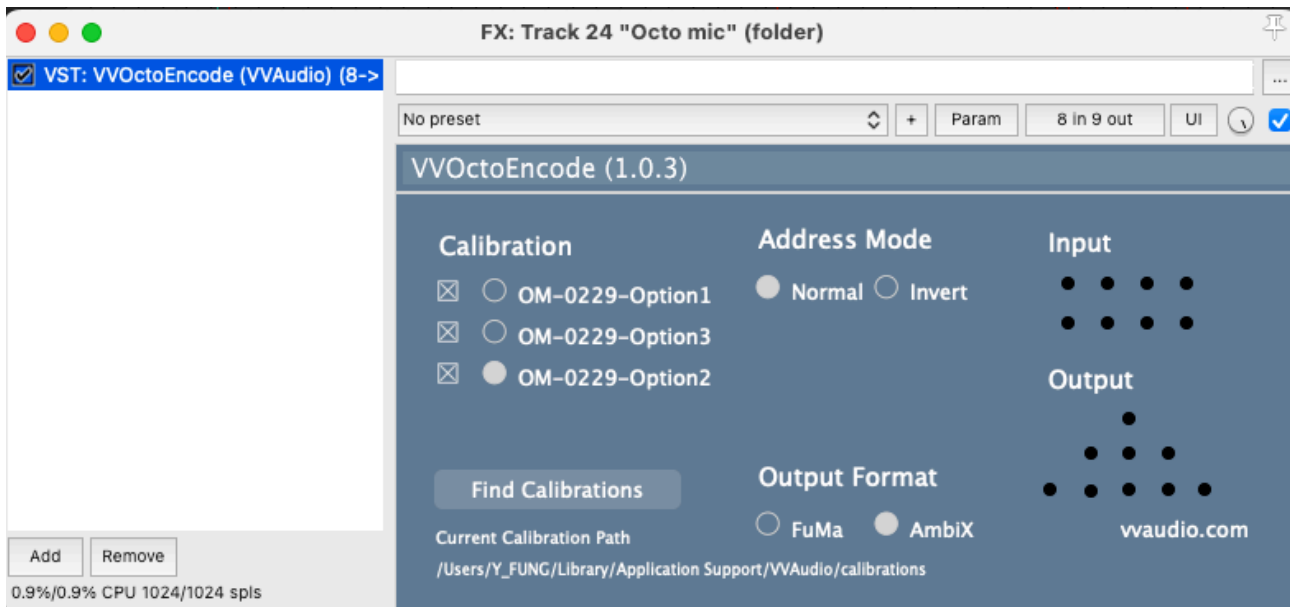 FX: Track 24 "Octo mic" (folder)
VST: VVOctoEncode (VVAudio) (8->
...
No preset
+
Param
8 in 9 out
UI
VVOctoEncode (1.0.3)
Calibration
OM-0229-Option1
OM-0229-Option3
OM-0229-Option2
Address Mode
Normal
Invert
Input
Output
Find Calibrations
Current Calibration Path
/Users/Y_FUNG/Library/Application Support/VVAudio/calibrations
Output Format
FuMa
AmbiX
vvaudio.com
Add
Remove
0.9%/0.9% CPU 1024/1024 spls